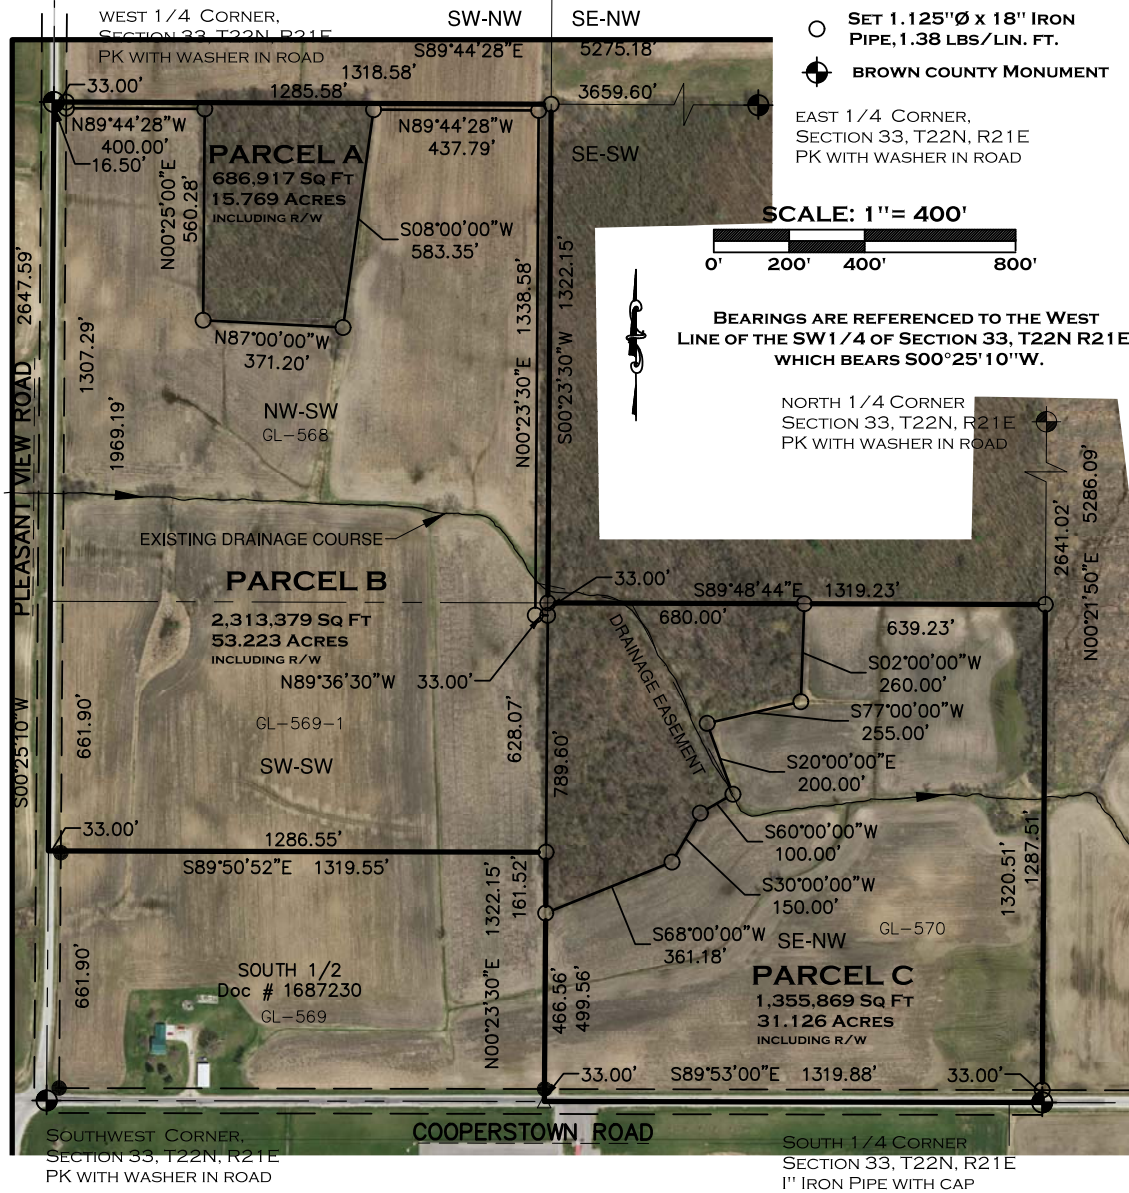 WEST 1/4 CORNER,
SECTION 33, T22N, R21E
PK WITH WASHER IN ROAD
SW-NW
SE-NW
S89°44'28"E
5275.18'
1318.58'
33.00'
1285.58'
3659.60'
SET 1.125"Ø x 18" IRON
PIPE, 1.38 LBS/LIN. FT.
BROWN COUNTY MONUMENT
EAST 1/4 CORNER,
SECTION 33, T22N, R21E
PK WITH WASHER IN ROAD
N89°44'28"W
400.00'
16.50'
N89°44'28"W
437.79'
SE-SW
PARCEL A
686,917 SQ FT
15.769 ACRES
INCLUDING R/W
N00°25'00"E
560.28'
S08°00'00"W
583.35'
N87°00'00"W
371.20'
SCALE: 1"= 400'
0'
200'
400'
800'
BEARINGS ARE REFERENCED TO THE WEST
LINE OF THE SW1/4 OF SECTION 33, T22N R21E
WHICH BEARS S00°25'10"W.
NORTH 1/4 CORNER
SECTION 33, T22N, R21E
PK WITH WASHER IN ROAD
2647.59'
1307.29'
1969.19'
N00°23'30"E 1338.58'
S00°23'30"W 1322.15'
NW-SW
GL-568
PLEASANT VIEW ROAD
EXISTING DRAINAGE COURSE
2641.02'
N00°21'50"E 5286.09'
PARCEL B
2,313,379 SQ FT
53.223 ACRES
INCLUDING R/W
33.00'
S89°48'44"E 1319.23'
680.00'
639.23'
N89°36'30"W 33.00'
GL-569-1
SW-SW
DRAINAGE EASEMENT
S02°00'00"W
260.00'
S77°00'00"W
255.00'
S20°00'00"E
200.00'
S60°00'00"W
100.00'
S30°00'00"W
150.00'
S68°00'00"W
361.18'
S00°25'10"W
661.90'
628.07'
789.60'
33.00'
1286.55'
S89°50'52"E 1319.55'
N00°23'30"E 1322.15'
161.52'
1320.51'
1287.51'
SE-NW
GL-570
661.90'
SOUTH 1/2
Doc # 1687230
GL-569
466.56'
499.56'
PARCEL C
1,355,869 SQ FT
31.126 ACRES
INCLUDING R/W
33.00'
S89°53'00"E 1319.88'
33.00'
COOPERSTOWN ROAD
SOUTHWEST CORNER,
SECTION 33, T22N, R21E
PK WITH WASHER IN ROAD
SOUTH 1/4 CORNER
SECTION 33, T22N, R21E
1" IRON PIPE WITH CAP